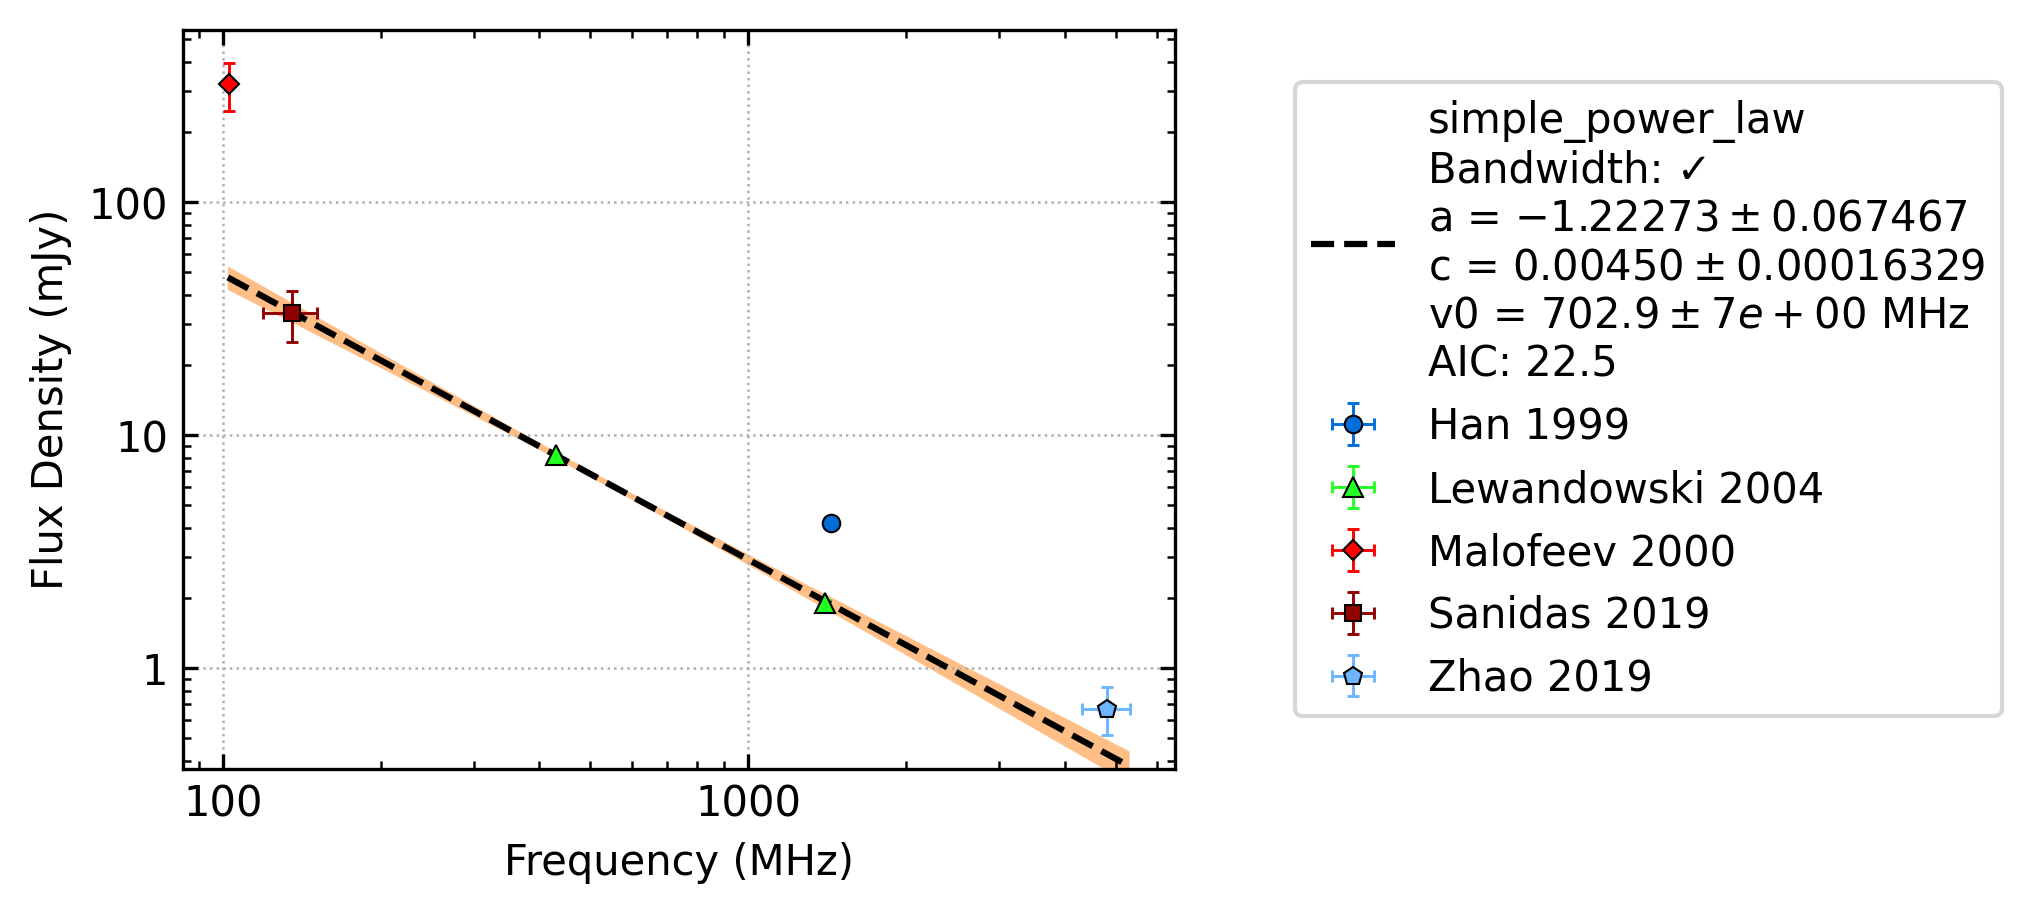 100
10
1
Flux Density (mJy)
100
1000
Frequency (MHz)
simple_power_law
Bandwidth: ✓
a = −1.22273 ± 0.067467
c = 0.00450 ± 0.00016329
v0 = 702.9 ± 7e + 00 MHz
AIC: 22.5
Han 1999
Lewandowski 2004
Malofeev 2000
Sanidas 2019
Zhao 2019